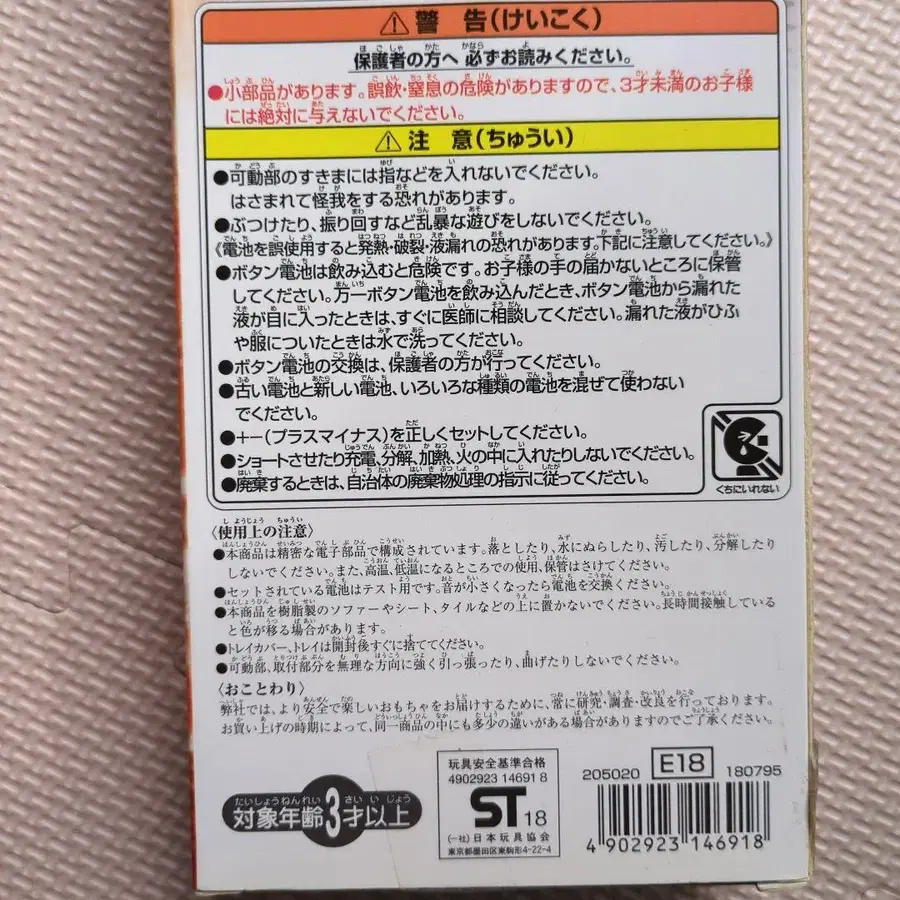 ⚠ 警 告(けいこく)
保護者の方へ 必ずお読みください。
●小部品があります。誤飲・窒息の危険がありますので、3才未満のお子様
には絶対に与えないでください。
⚠ 注 意(ちゅうい)
●可動部のすきまには指などを入れないでください。
はさまれて怪我をする恐れがあります。
●ぶつけたり、振り回すなど乱暴な遊びをしないでください。
《電池を誤使用すると発熱・破裂・液漏れの恐れがあります。下記に注意してください。》
●ボタン電池は飲み込むと危険です。お子様の手の届かないところに保管
してください。万一ボタン電池を飲み込んだとき、ボタン電池から漏れた
液が目に入ったときは、すぐに医師に相談してください。漏れた液がひふ
や服についたときは水で洗ってください。
●ボタン電池の交換は、保護者の方が行ってください。
●古い電池と新しい電池、いろいろな種類の電池を混ぜて使わない
でください。
●+−(プラスマイナス)を正しくセットしてください。
●ショートさせたり充電、分解、加熱、火の中に入れたりしないでください。
●廃棄するときは、自治体の廃棄物処理の指示に従ってください。
くちにいれない
〈使用上の注意〉
●本商品は精密な電子部品で構成されています。落としたり、水にぬらしたり、汚したり、分解したり
しないでください。また、高温、低温になるところでの使用、保管はさけてください。
●セットされている電池はテスト用です。音が小さくなったら電池を交換ください。
●本商品を樹脂製のソファーやシート、タイルなどの上に置かないでください。長時間接触している
と色が移る場合があります。
●トレイカバー、トレイは開封後すぐに捨ててください。
●可動部、取付部分を無理な方向に強く引っ張ったり、曲げたりしないでください。
〈おことわり〉
弊社では、より安全で楽しいおもちゃをお届けするために、常に研究・調査・改良を行っております。
お買い上げの時期によって、同一商品の中にも多少の違いがある場合がありますのでご了承ください。
たいしょうねんれい さいいじょう
対象年齢3才以上
玩具安全基準合格
4902923 14691 8
ST 18
(一社)日本玩具協会
東京都墨田区東駒形4-22-4
205020 E18 180795
4 902923 146918